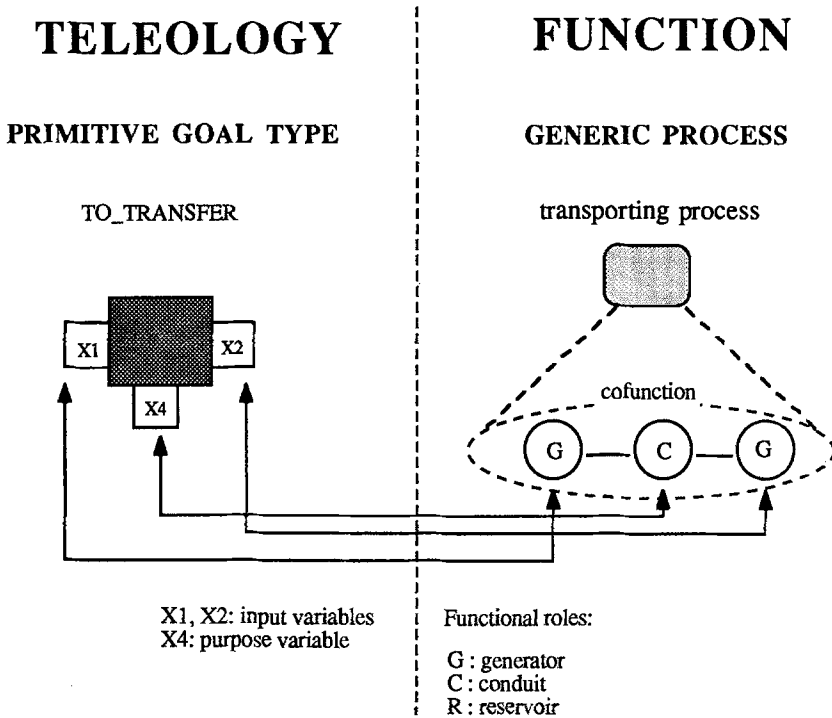 TELEOLOGY
FUNCTION
PRIMITIVE GOAL TYPE
GENERIC PROCESS
TO_TRANSFER
transporting process
X1
X2
X4
cofunction
G
C
G
X1, X2: input variables
X4: purpose variable
Functional roles:
G : generator
C : conduit
R : reservoir